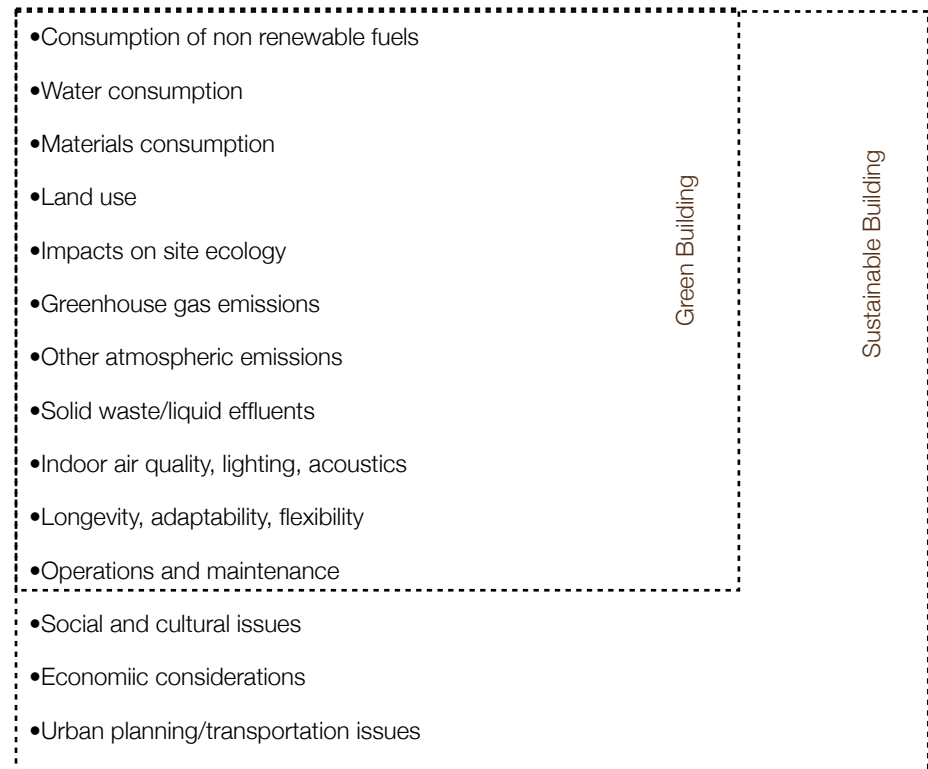 •Consumption of non renewable fuels
•Water consumption
•Materials consumption
•Land use
•Impacts on site ecology
•Greenhouse gas emissions
•Other atmospheric emissions
•Solid waste/liquid effluents
•Indoor air quality, lighting, acoustics
•Longevity, adaptability, flexibility
•Operations and maintenance
•Social and cultural issues
•Economiic considerations
•Urban planning/transportation issues
Green Building
Sustainable Building